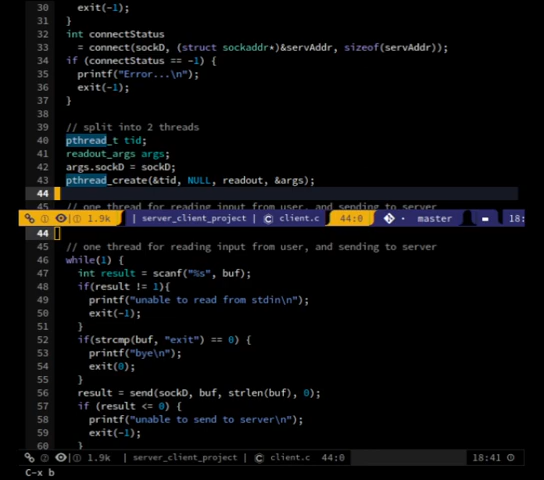 30 exit(-1);
31 }
32 int connectStatus
33 = connect(sockD, (struct sockaddr*)&servAddr, sizeof(servAddr));
34 if (connectStatus == -1) {
35 printf("Error...\n");
36 exit(-1);
37 }
38
39 // split into 2 threads
40 pthread_t tid;
41 readout_args args;
42 args.sockD = sockD;
43 pthread_create(&tid, NULL, readout, &args);
44
45 // one thread for reading input from user, and sending to server
1.9k | server_client_project | C client.c 44:0 master 18:
44
45 // one thread for reading input from user, and sending to server
46 while(1) {
47 int result = scanf("%s", buf);
48 if(result != 1){
49 printf("unable to read from stdin\n");
50 exit(-1);
51 }
52 if(strcmp(buf, "exit") == 0) {
53 printf("bye\n");
54 exit(0);
55 }
56 result = send(sockD, buf, strlen(buf), 0);
57 if (result <= 0) {
58 printf("unable to send to server\n");
59 exit(-1);
60 }
1.9k | server_client_project | C client.c 44:0 18:41
C-x b